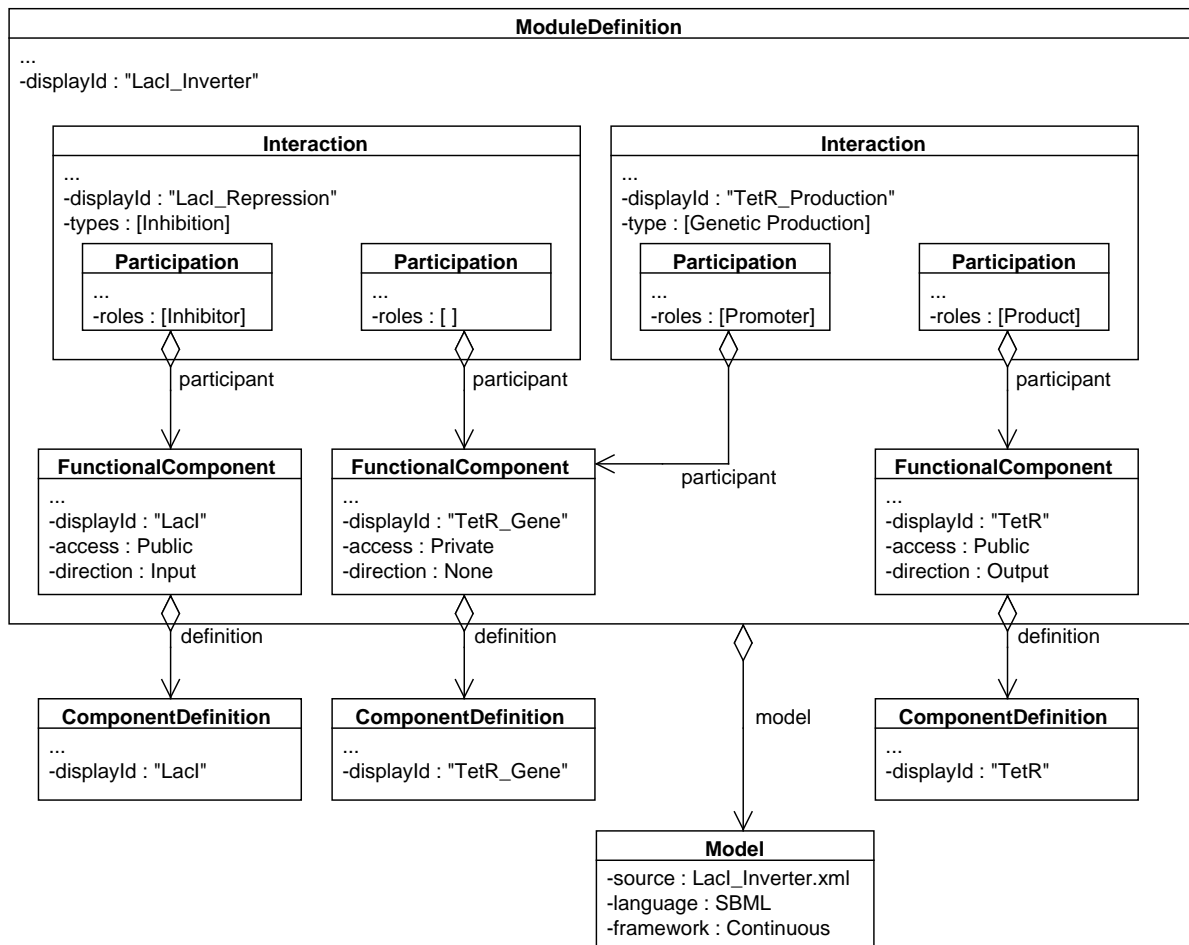 ModuleDefinition
...
-displayId : "LacI_Inverter"
Interaction
...
-displayId : "LacI_Repression"
-types : [Inhibition]
Participation
...
-roles : [Inhibitor]
Participation
...
-roles : [ ]
Interaction
...
-displayId : "TetR_Production"
-type : [Genetic Production]
Participation
...
-roles : [Promoter]
Participation
...
-roles : [Product]
participant
participant
participant
participant
FunctionalComponent
...
-displayId : "LacI"
-access : Public
-direction : Input
FunctionalComponent
...
-displayId : "TetR_Gene"
-access : Private
-direction : None
FunctionalComponent
...
-displayId : "TetR"
-access : Public
-direction : Output
definition
definition
definition
ComponentDefinition
...
-displayId : "LacI"
ComponentDefinition
...
-displayId : "TetR_Gene"
model
ComponentDefinition
...
-displayId : "TetR"
Model
-source : LacI_Inverter.xml
-language : SBML
-framework : Continuous